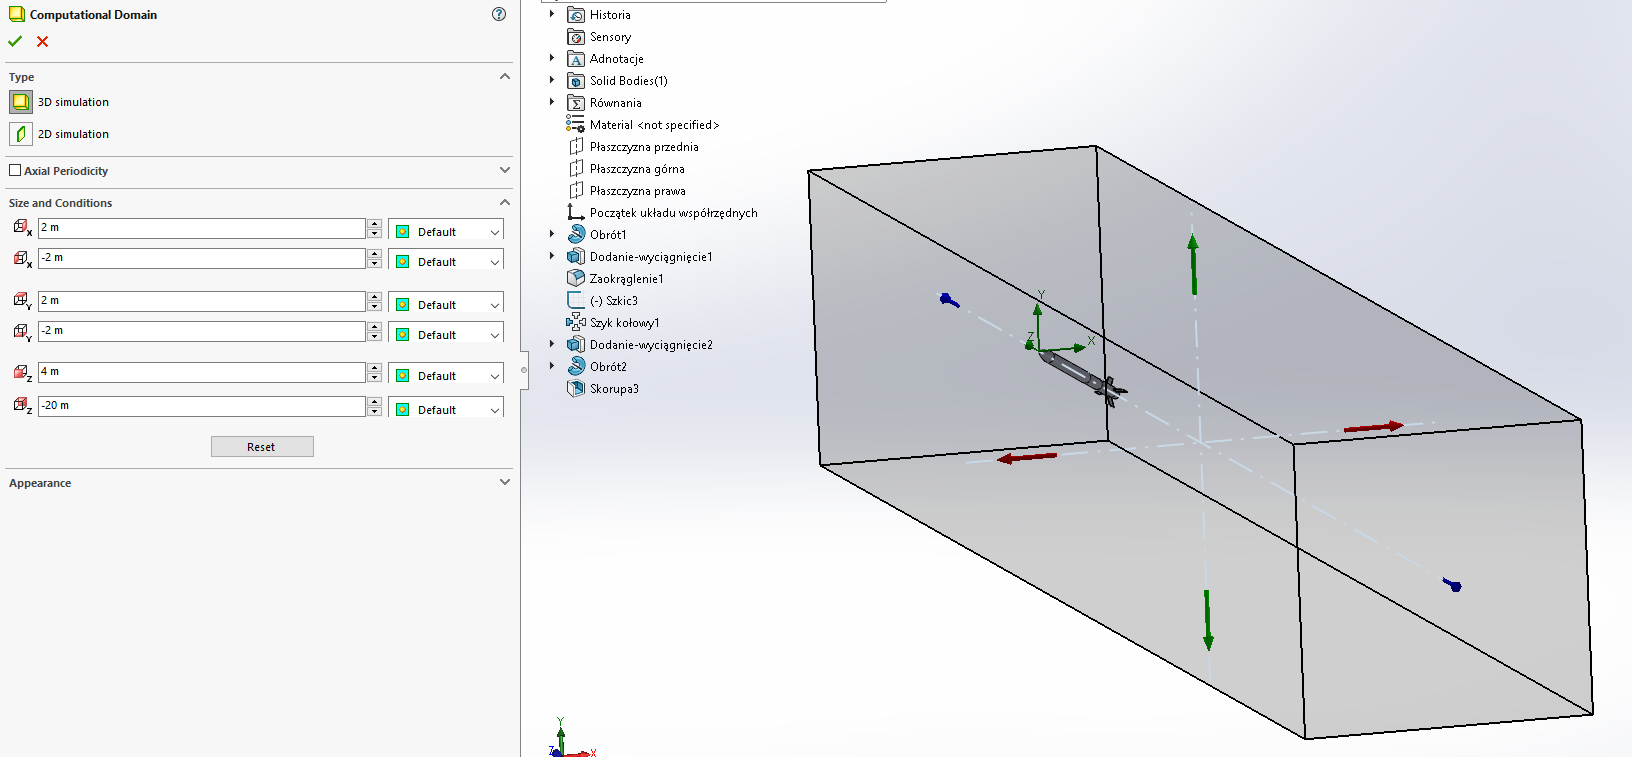 Computational Domain
Type
3D simulation
2D simulation
Axial Periodicity
Size and Conditions
X
2 m
Default
X
-2 m
Default
Y
2 m
Default
Y
-2 m
Default
Z
4 m
Default
Z
-20 m
Default
Reset
Appearance
Historia
Sensory
Adnotacje
Solid Bodies(1)
Równania
Material <not specified>
Płaszczyzna przednia
Płaszczyzna górna
Płaszczyzna prawa
Początek układu współrzędnych
Obrót1
Dodanie-wyciągnięcie1
Zaokrąglenie1
(-) Szkic3
Szyk kołowy1
Dodanie-wyciągnięcie2
Obrót2
Skorupa3
Y
Z
X
Y
Z
X